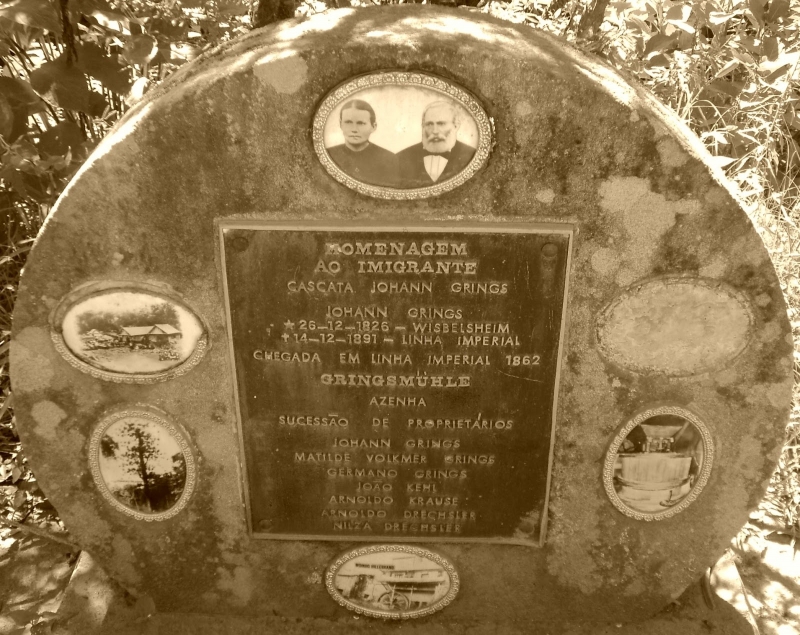 HOMENAGEM
AO IMIGRANTE
CASCATA JOHANN GRINGS
JOHANN GRINGS
★26-12-1826 - WISBELSHEIM
✝14-12-1891 - LINHA IMPERIAL
CHEGADA EM LINHA IMPERIAL 1862
GRINGSMÜHLE
AZENHA
SUCESSÃO DE PROPRIETÁRIOS
JOHANN GRINGS
MATILDE VOLKMER GRINGS
GERMANO GRINGS
JOÃO KEHL
ARNOLDO KRAUSE
ARNOLDO DRECHSLER
NILZA DRECHSLER